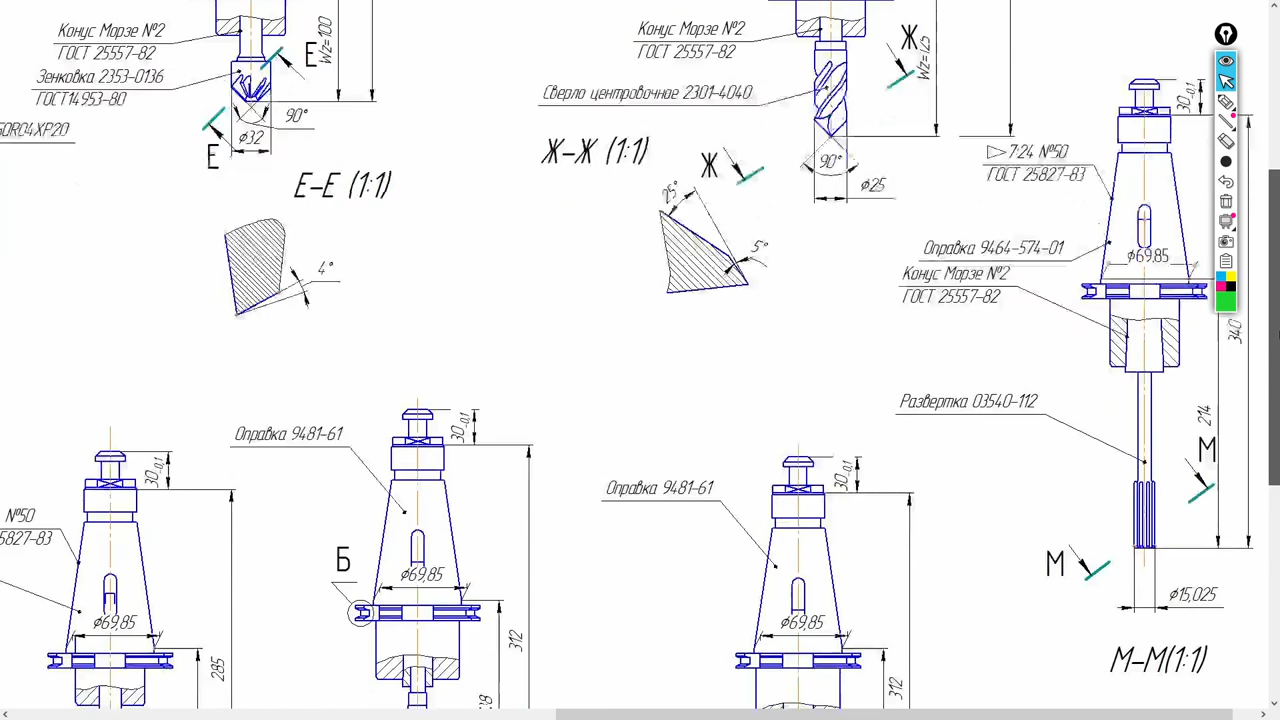 Конус Морзе №2
ГОСТ 25557-82
Зенковка 2353-0136
ГОСТ14953-80
Е
Wz=100
90°
Е
ø32
Е-Е (1:1)
4°
Конус Морзе №2
ГОСТ 25557-82
Сверло центровочное 2301-4040
Ж
Wz=125
Ж-Ж (1:1)
Ж
90°
ø25
25°
5°
30-0,1
7:24 №50
ГОСТ 25827-83
Оправка 9464-574-01
ø69,85
Конус Морзе №2
ГОСТ 25557-82
340
Развертка 03540-112
214
М
М
ø15,025
М-М(1:1)
№50
5827-83
30-0,1
ø69,85
285
Оправка 9481-61
30-0,1
Б
ø69,85
312
Оправка 9481-61
30-0,1
ø69,85
312